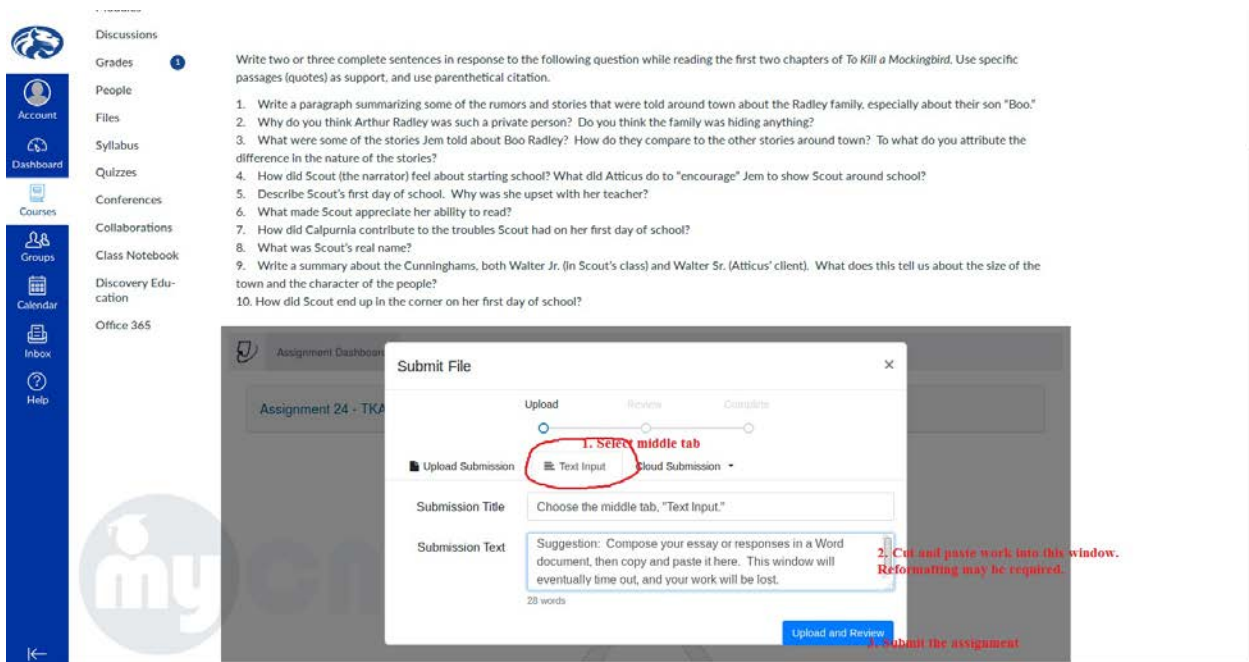 Discussions
Grades 1
People
Files
Syllabus
Quizzes
Conferences
Collaborations
Class Notebook
Discovery Edu-
cation
Office 365
Account
Dashboard
Courses
Groups
Calendar
Inbox
Help
Write two or three complete sentences in response to the following question while reading the first two chapters of To Kill a Mockingbird. Use specific
passages (quotes) as support, and use parenthetical citation.
1. Write a paragraph summarizing some of the rumors and stories that were told around town about the Radley family, especially about their son "Boo."
2. Why do you think Arthur Radley was such a private person? Do you think the family was hiding anything?
3. What were some of the stories Jem told about Boo Radley? How do they compare to the other stories around town? To what do you attribute the
difference in the nature of the stories?
4. How did Scout (the narrator) feel about starting school? What did Atticus do to "encourage" Jem to show Scout around school?
5. Describe Scout's first day of school. Why was she upset with her teacher?
6. What made Scout appreciate her ability to read?
7. How did Calpurnia contribute to the troubles Scout had on her first day of school?
8. What was Scout's real name?
9. Write a summary about the Cunninghams, both Walter Jr. (in Scout's class) and Walter Sr. (Atticus' client). What does this tell us about the size of the
town and the character of the people?
10. How did Scout end up in the corner on her first day of school?
Assignment Dashboar
Assignment 24 - TKA
Submit File ×
Upload Review Complete
1. Select middle tab
Upload Submission Text Input Cloud Submission
Submission Title Choose the middle tab, "Text Input."
Submission Text Suggestion: Compose your essay or responses in a Word
document, then copy and paste it here. This window will
eventually time out, and your work will be lost.
28 words
2. Cut and paste work into this window.
Reformatting may be required.
Upload and Review
3. Submit the assignment
my